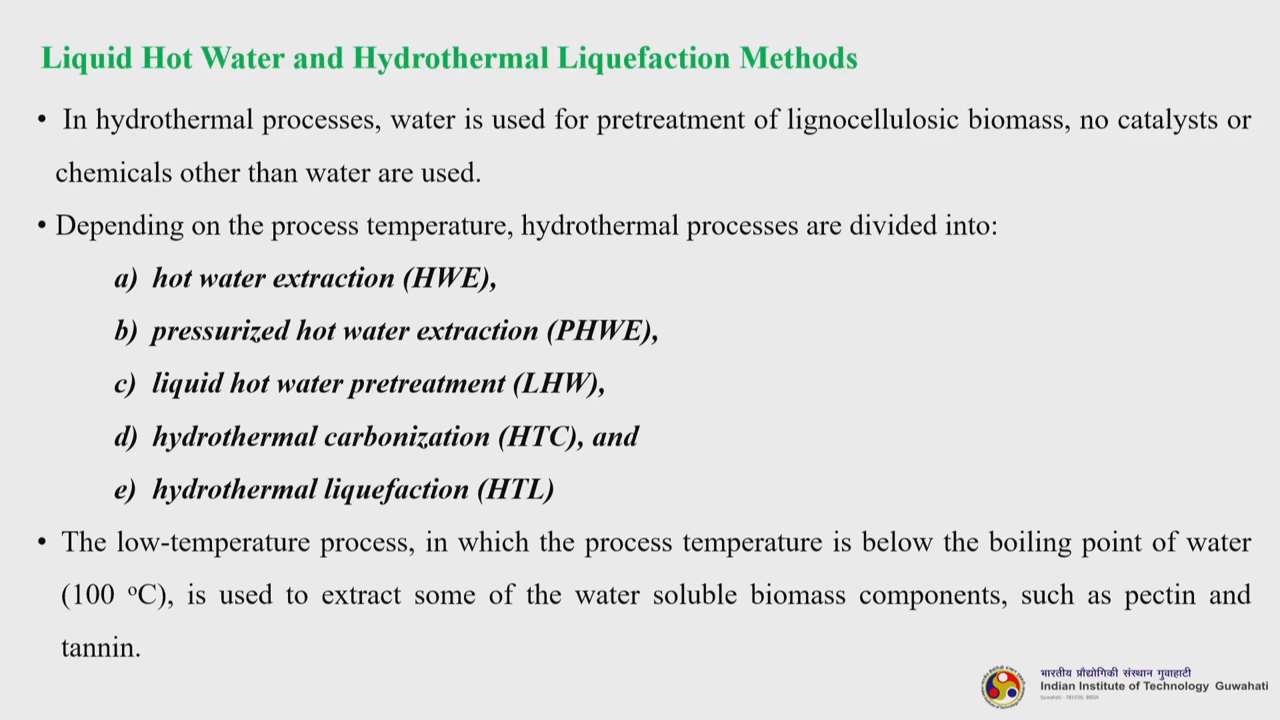 Liquid Hot Water and Hydrothermal Liquefaction Methods
• In hydrothermal processes, water is used for pretreatment of lignocellulosic biomass, no catalysts or
chemicals other than water are used.
• Depending on the process temperature, hydrothermal processes are divided into:
a) hot water extraction (HWE),
b) pressurized hot water extraction (PHWE),
c) liquid hot water pretreatment (LHW),
d) hydrothermal carbonization (HTC), and
e) hydrothermal liquefaction (HTL)
• The low-temperature process, in which the process temperature is below the boiling point of water
(100 °C), is used to extract some of the water soluble biomass components, such as pectin and
tannin.
भारतीय प्रौद्योगिकी संस्थान गुवाहाटी
Indian Institute of Technology Guwahati
Guwahati - 781039, INDIA